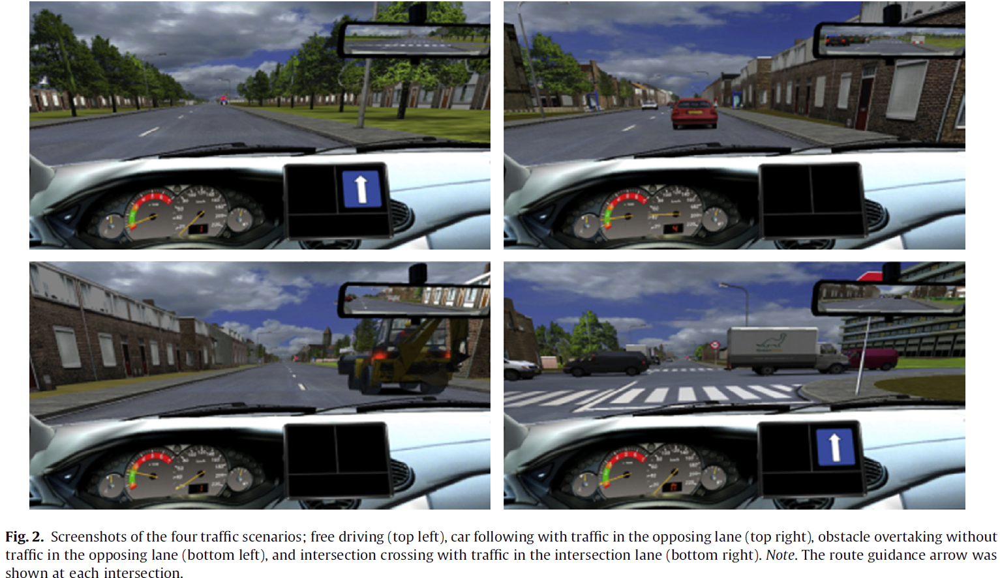 Fig. 2. Screenshots of the four traffic scenarios; free driving (top left), car following with traffic in the opposing lane (top right), obstacle overtaking without
traffic in the opposing lane (bottom left), and intersection crossing with traffic in the intersection lane (bottom right). Note. The route guidance arrow was
shown at each intersection.